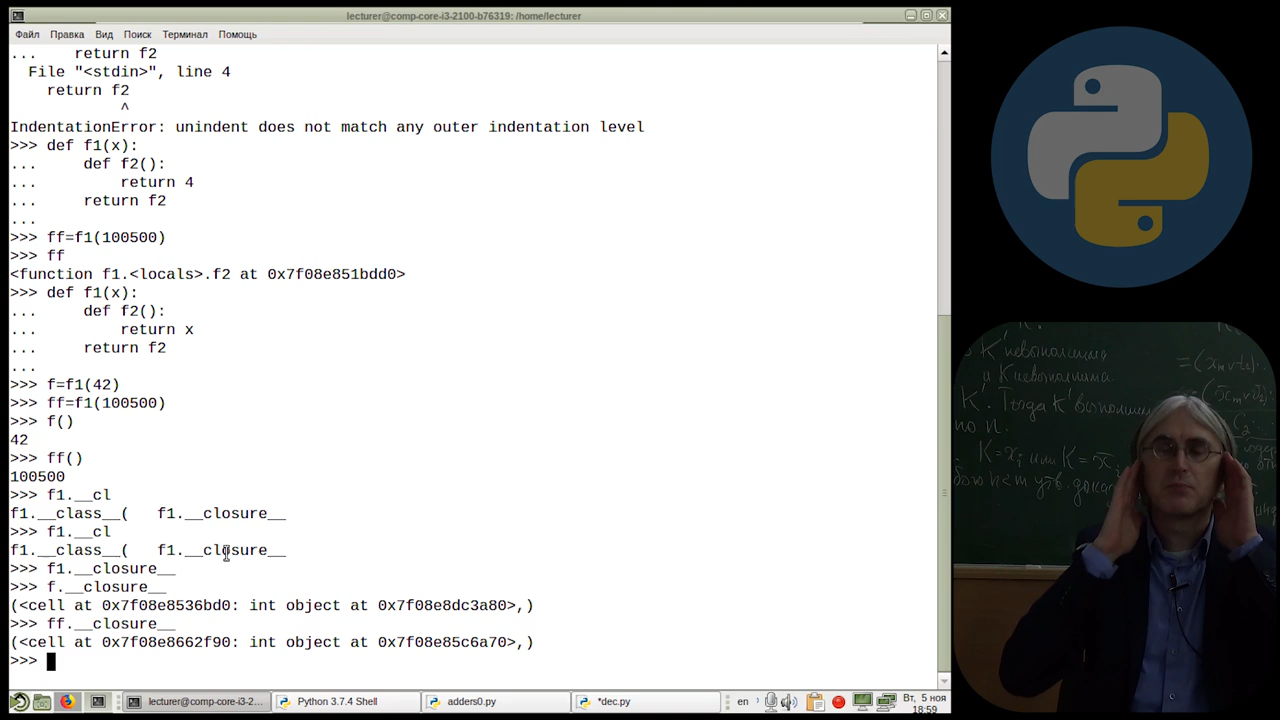 lecturer@comp-core-i3-2100-b76319: /home/lecturer
Файл Правка Вид Поиск Терминал Помощь
...     return f2
  File "<stdin>", line 4
    return f2
            ^
IndentationError: unindent does not match any outer indentation level
>>> def f1(x):
...     def f2():
...         return 4
...     return f2
...
>>> ff=f1(100500)
>>> ff
<function f1.<locals>.f2 at 0x7f08e851bdd0>
>>> def f1(x):
...     def f2():
...         return x
...     return f2
...
>>> f=f1(42)
>>> ff=f1(100500)
>>> f()
42
>>> ff()
100500
>>> f1.__cl
f1.__class__(   f1.__closure__
>>> f1.__cl
f1.__class__(   f1.__closure__
>>> f1.__closure__
>>> f.__closure__
(<cell at 0x7f08e8536bd0: int object at 0x7f08e8dc3a80>,)
>>> ff.__closure__
(<cell at 0x7f08e8662f90: int object at 0x7f08e85c6a70>,)
>>>
K' невыполнима
и K невыполнима.
K'. Тогда K' выполним
по n.
K = x или K = x̄
lecturer@comp-core-i3-2... Python 3.7.4 Shell adders0.py *dec.py en Вт, 5 ноя
18:59